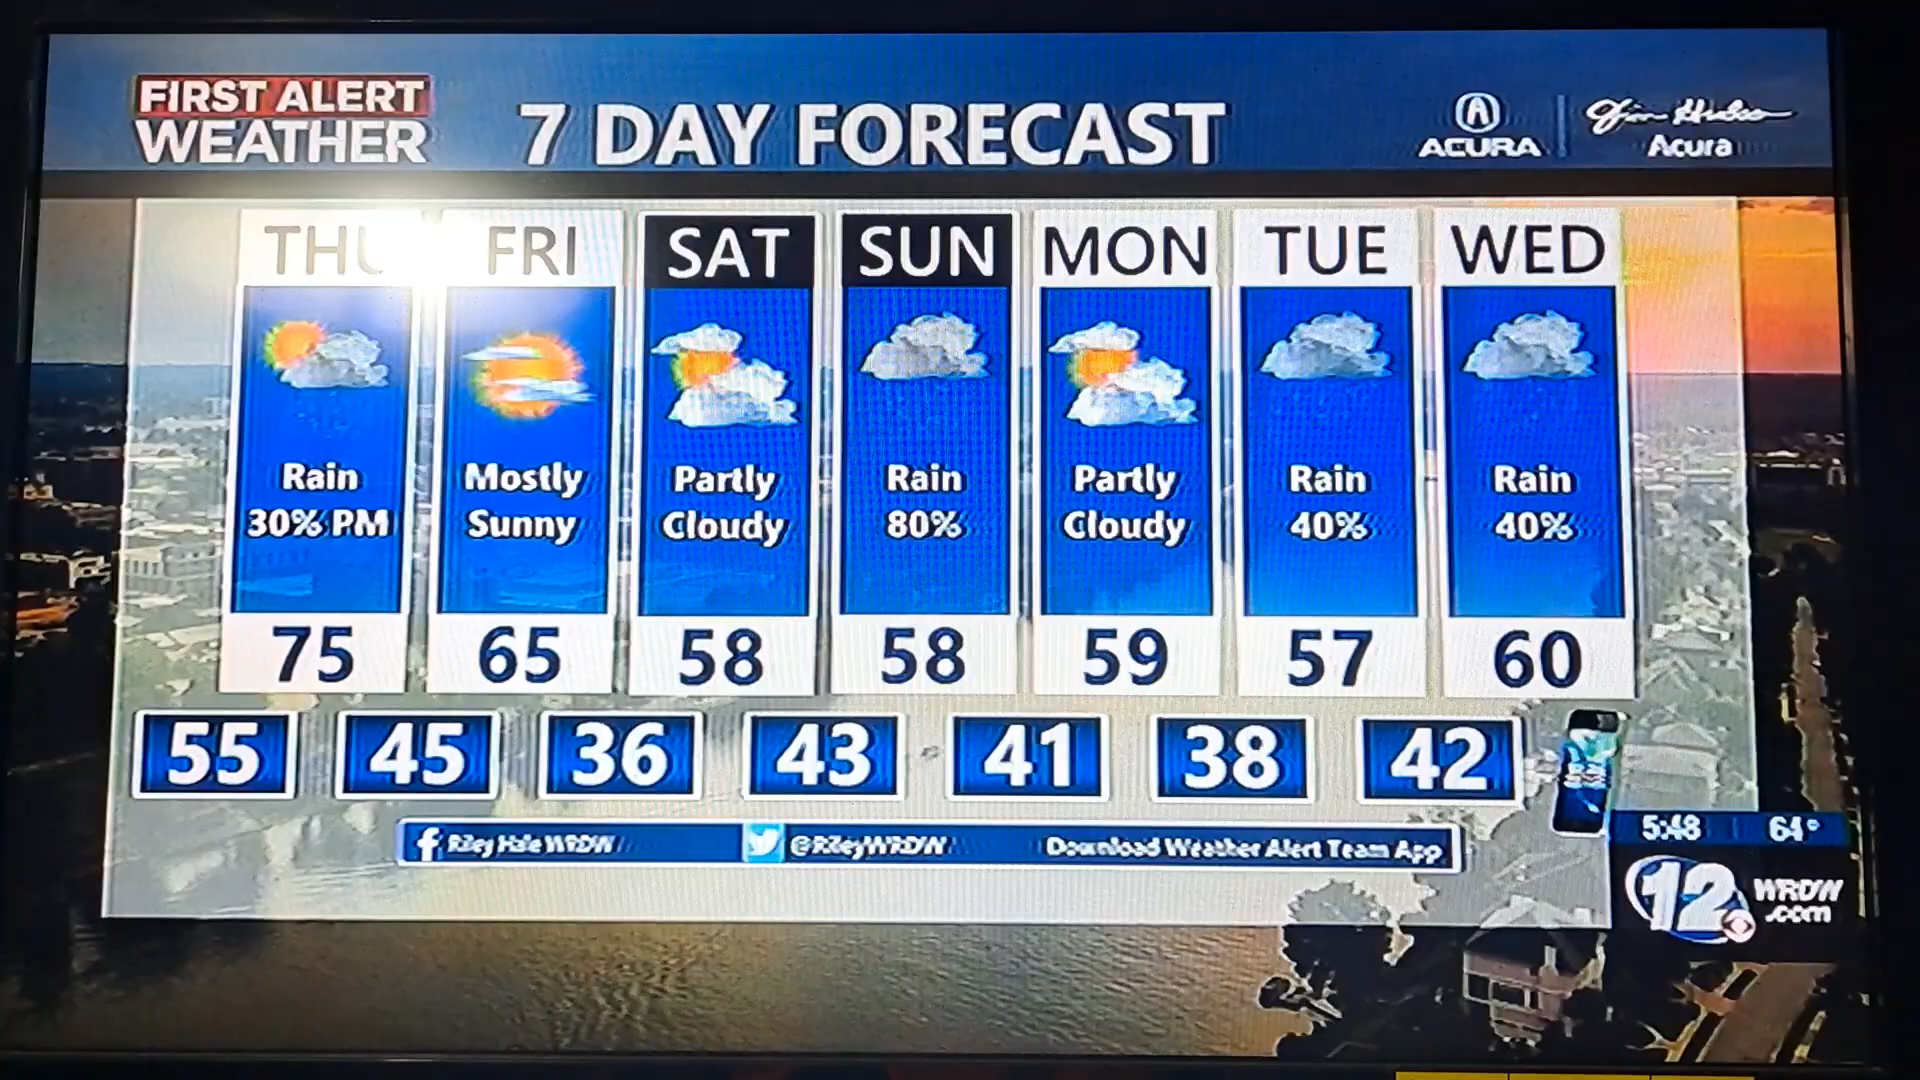 FIRST ALERT
WEATHER
7 DAY FORECAST
ACURA
Jim Hudson
Acura
THU FRI SAT SUN MON TUE WED
Rain Mostly Partly Rain Partly Rain Rain
30% PM Sunny Cloudy 80% Cloudy 40% 40%
75 65 58 58 59 57 60
55 45 36 43 41 38 42
Riley Hale WRDW @RileyWRDW Download Weather Alert Team App
5:48 64°
12 WRDW
.com